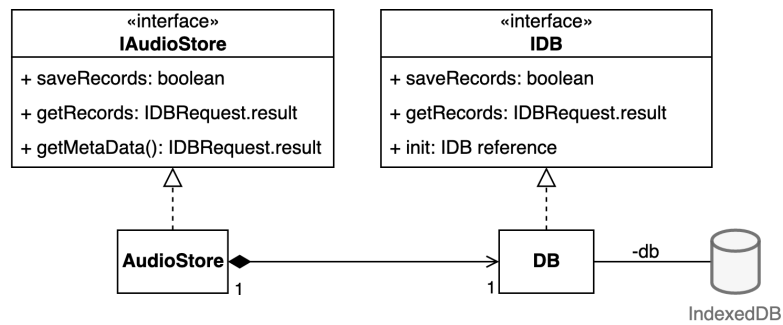 «interface»
IAudioStore
+ saveRecords: boolean
+ getRecords: IDBRequest.result
+ getMetaData(): IDBRequest.result
«interface»
IDB
+ saveRecords: boolean
+ getRecords: IDBRequest.result
+ init: IDB reference
AudioStore
1
1
DB
-db
IndexedDB